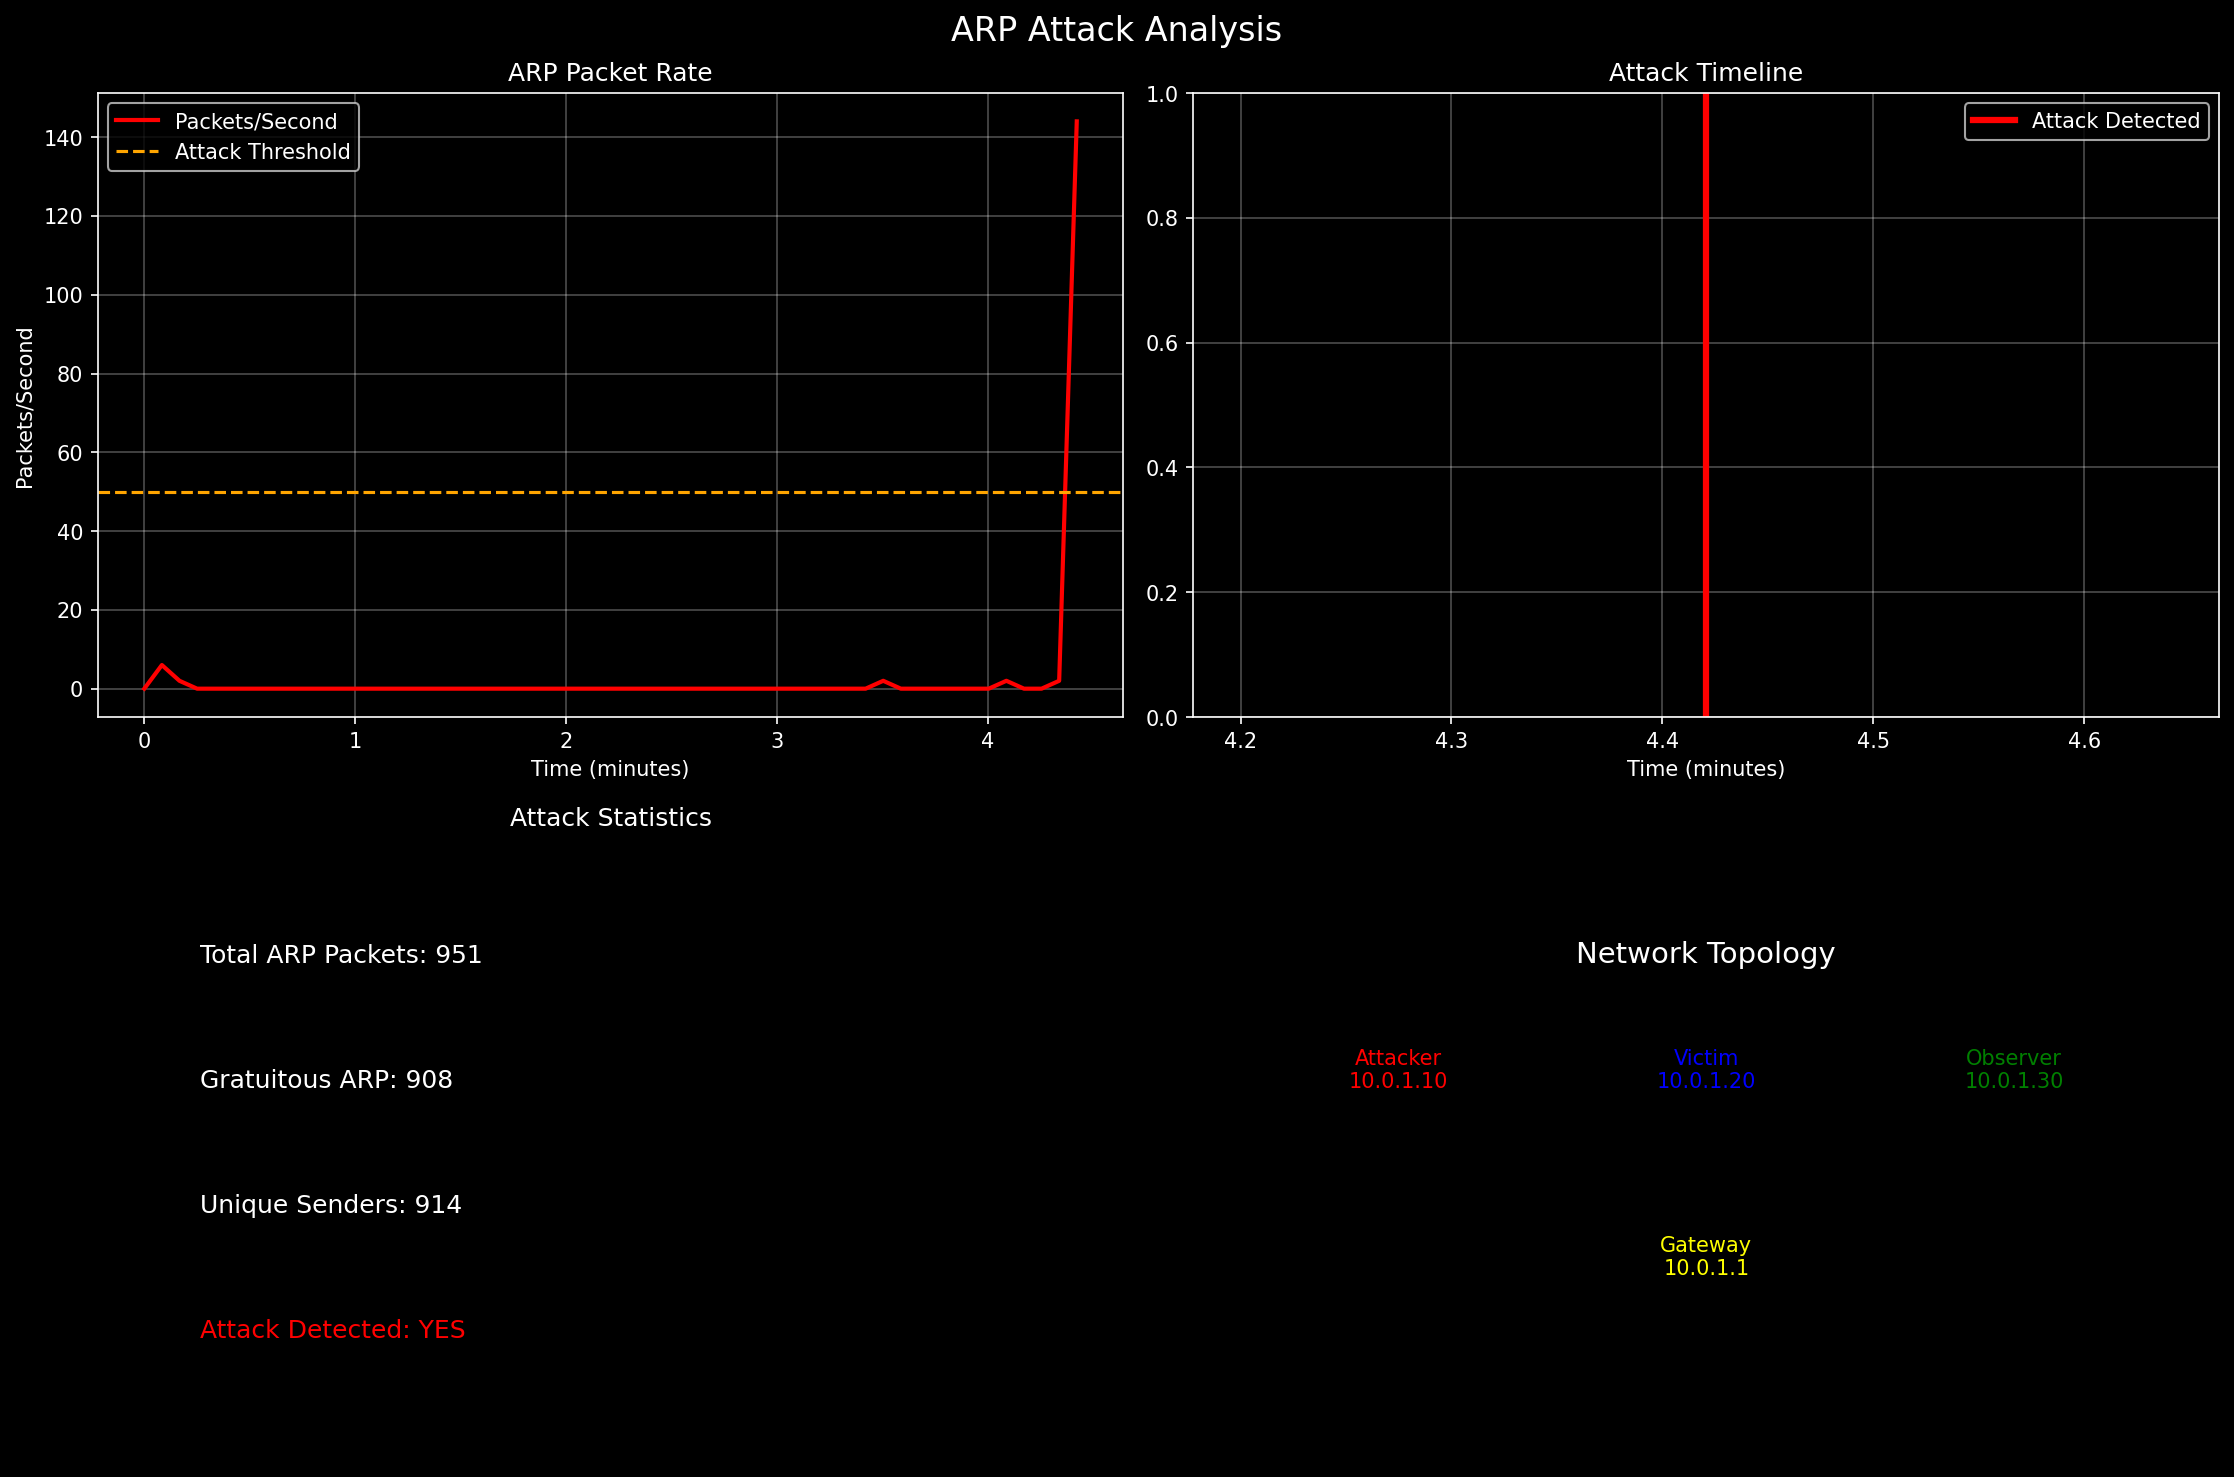 ARP Attack Analysis
ARP Packet Rate
Packets/Second
Attack Threshold
140
120
100
80
60
40
20
0
Packets/Second
0 1 2 3 4
Time (minutes)
Attack Timeline
Attack Detected
1.0
0.8
0.6
0.4
0.2
0.0
4.2 4.3 4.4 4.5 4.6
Time (minutes)
Attack Statistics
Total ARP Packets: 951
Gratuitous ARP: 908
Unique Senders: 914
Attack Detected: YES
Network Topology
Attacker
10.0.1.10
Victim
10.0.1.20
Observer
10.0.1.30
Gateway
10.0.1.1